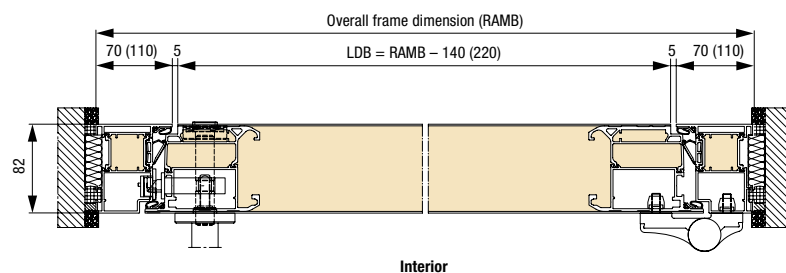 Overall frame dimension (RAMB)
70 (110) 5 LDB = RAMB – 140 (220) 5 70 (110)
82
Interior